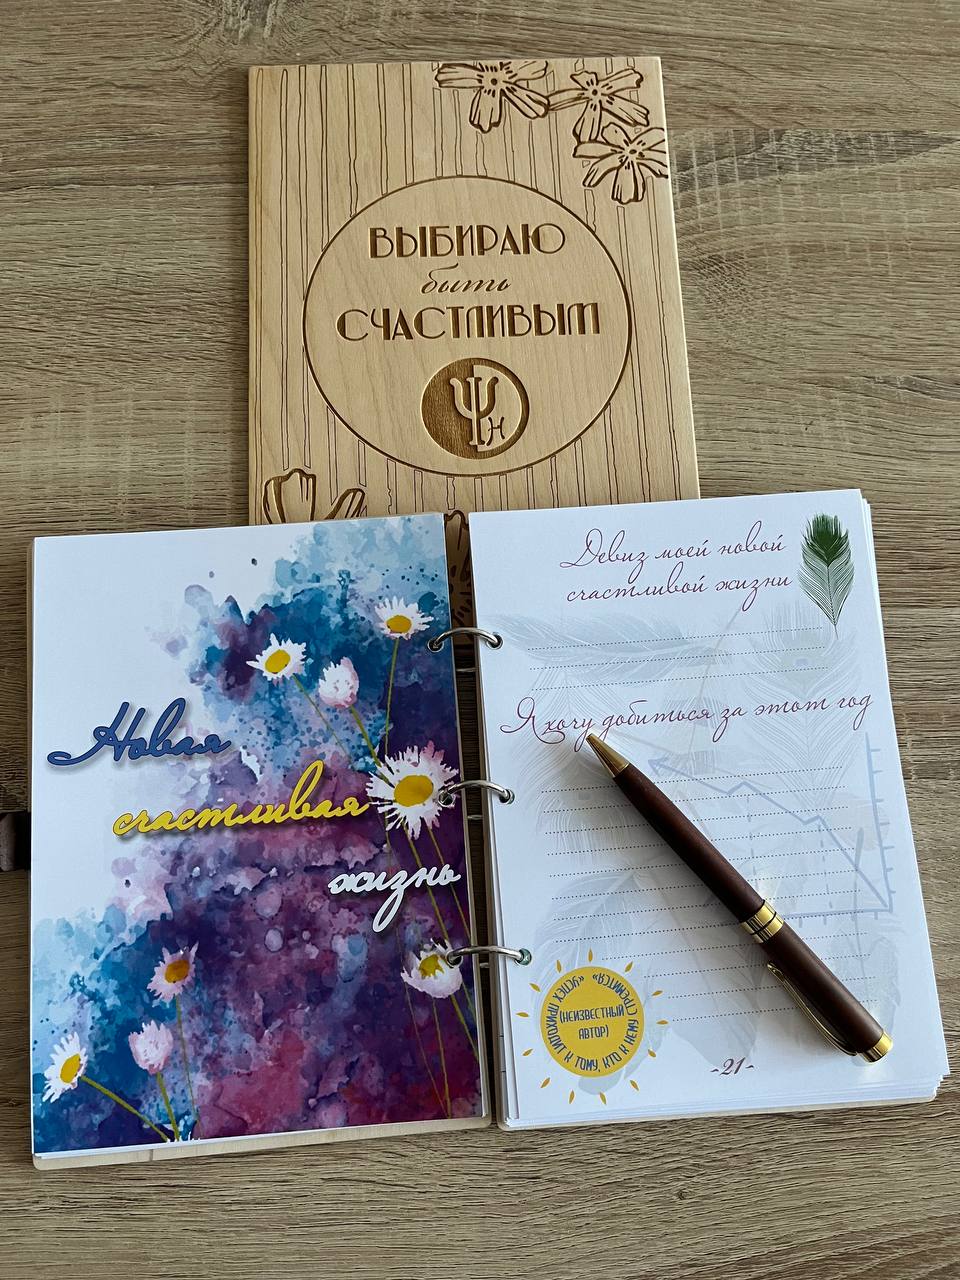 ВЫБИРАЮ
быть
СЧАСТЛИВЫМ
Ψ Н
Новая
счастливая
жизнь
Девиз моей новой
счастливой жизни
Я хочу добиться за этот год
«УСПЕХ ПРИХОДИТ К ТОМУ, КТО К НЕМУ СТРЕМИТСЯ»
(НЕИЗВЕСТНЫЙ
АВТОР)
-21-